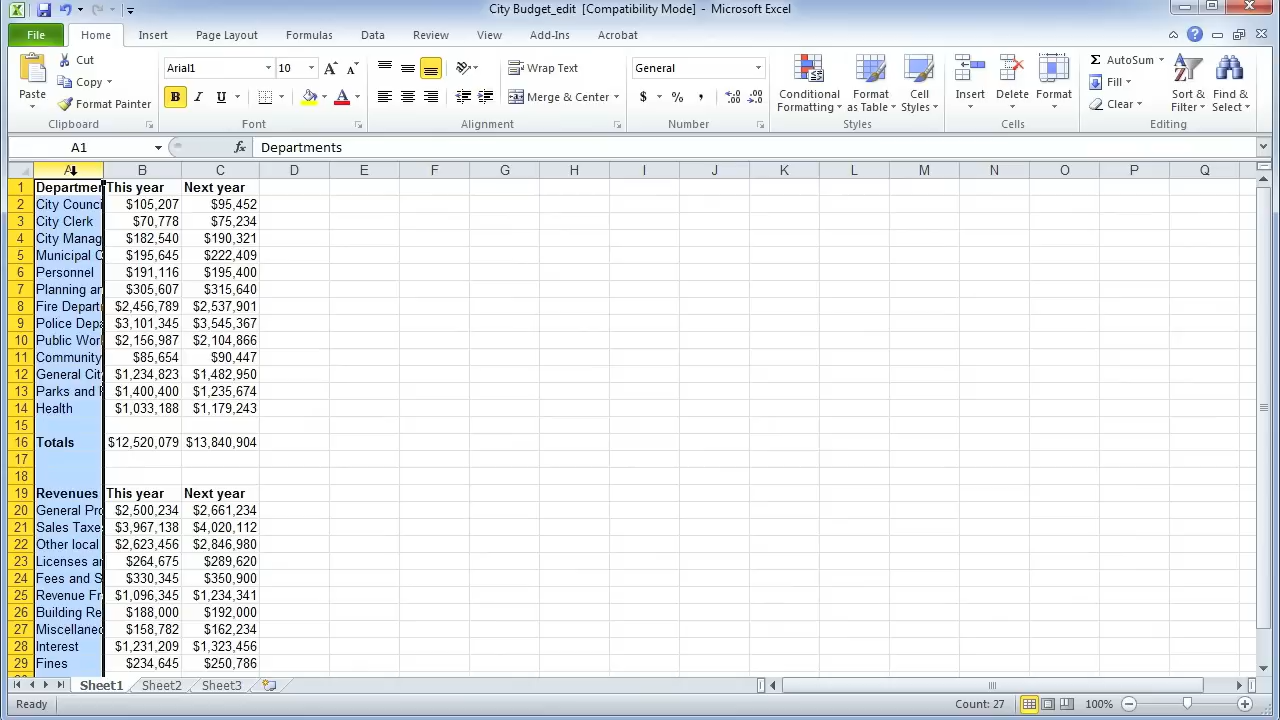 City Budget_edit [Compatibility Mode] - Microsoft Excel
File Home Insert Page Layout Formulas Data Review View Add-Ins Acrobat
Paste Cut Copy Format Painter
Clipboard
Arial1 10
B I U A A A
Font
Wrap Text
Merge & Center
Alignment
General
$ % , .00 .0
Number
Conditional Formatting Format as Table Cell Styles
Styles
Insert Delete Format
Cells
Σ AutoSum Fill Clear Sort & Filter Find & Select
Editing
A1 fx Departments
A B C D E F G H I J K L M N O P Q
1 Departmen This year Next year
2 City Counci $105,207 $95,452
3 City Clerk $70,778 $75,234
4 City Manag $182,540 $190,321
5 Municipal C $195,645 $222,409
6 Personnel $191,116 $195,400
7 Planning an $305,607 $315,640
8 Fire Depart $2,456,789 $2,537,901
9 Police Depa $3,101,345 $3,545,367
10 Public Worl $2,156,987 $2,104,866
11 Community $85,654 $90,447
12 General Cit $1,234,823 $1,482,950
13 Parks and F $1,400,400 $1,235,674
14 Health $1,033,188 $1,179,243
15
16 Totals $12,520,079 $13,840,904
17
18
19 Revenues This year Next year
20 General Pro $2,500,234 $2,661,234
21 Sales Taxe $3,967,138 $4,020,112
22 Other local $2,623,456 $2,846,980
23 Licenses an $264,675 $289,620
24 Fees and S $330,345 $350,900
25 Revenue Fr $1,096,345 $1,234,341
26 Building Re $188,000 $192,000
27 Miscellaneo $158,782 $162,234
28 Interest $1,231,209 $1,323,456
29 Fines $234,645 $250,786
Sheet1 Sheet2 Sheet3
Ready Count: 27 100%